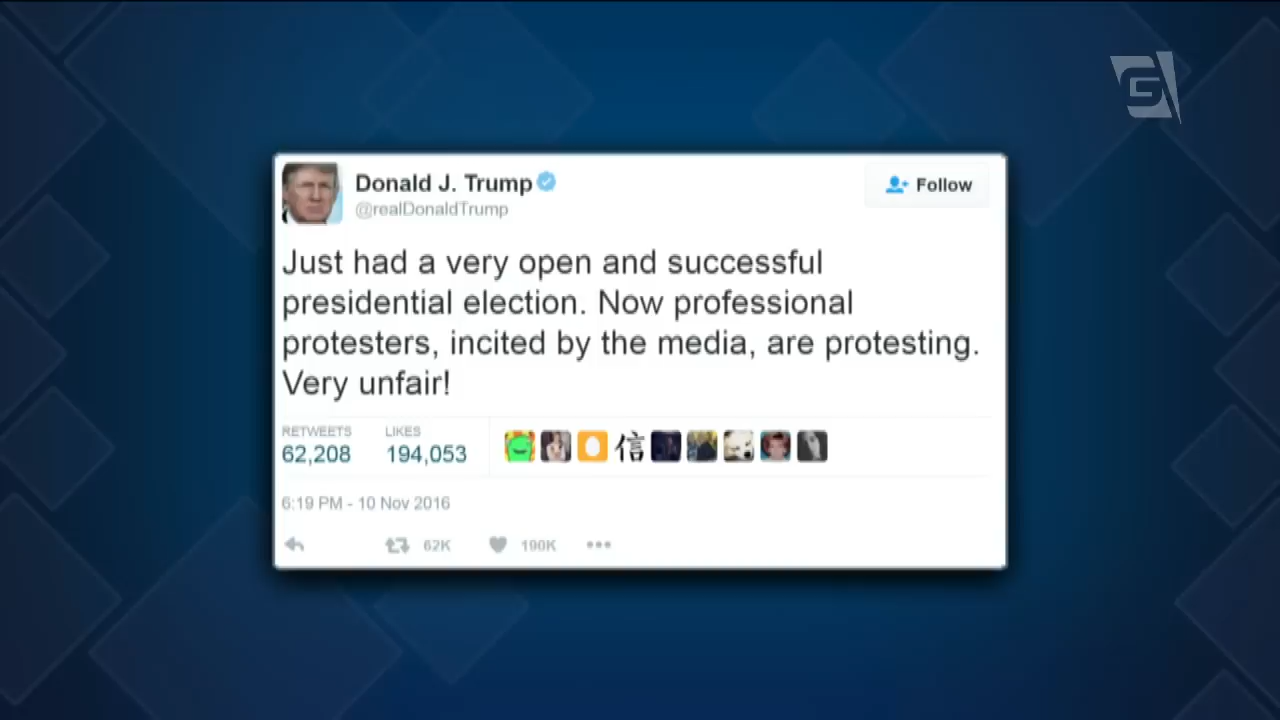 Donald J. Trump
@realDonaldTrump
Follow
Just had a very open and successful
presidential election. Now professional
protesters, incited by the media, are protesting.
Very unfair!
RETWEETS LIKES
62,208 194,053
信
6:19 PM - 10 Nov 2016
62K 190K